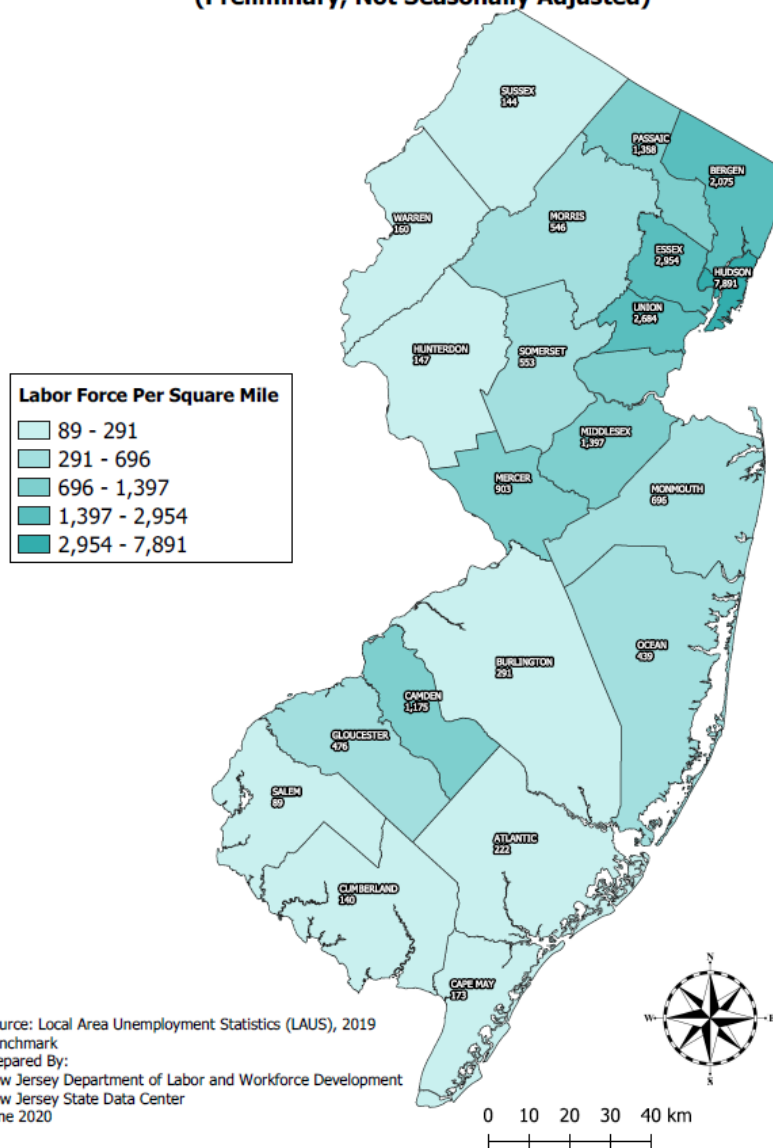 (Preliminary, Not Seasonally Adjusted)
SUSSEX
144
PASSAIC
BERGEN
2,075
WARREN
160
MORRIS
546
ESSEX
2,954
HUDSON
7,891
UNION
2,684
HUNTERDON
147
SOMERSET
553
Labor Force Per Square Mile
89 - 291
291 - 696
696 - 1,397
1,397 - 2,954
2,954 - 7,891
MIDDLESEX
1,397
MERCER
903
MONMOUTH
696
OCEAN
439
BURLINGTON
291
CAMDEN
1,175
GLOUCESTER
476
SALEM
89
ATLANTIC
222
CUMBERLAND
140
CAPE MAY
173
N
W
E
S
urce: Local Area Unemployment Statistics (LAUS), 2019
nchmark
epared By:
w Jersey Department of Labor and Workforce Development
w Jersey State Data Center
ne 2020
0 10 20 30 40 km